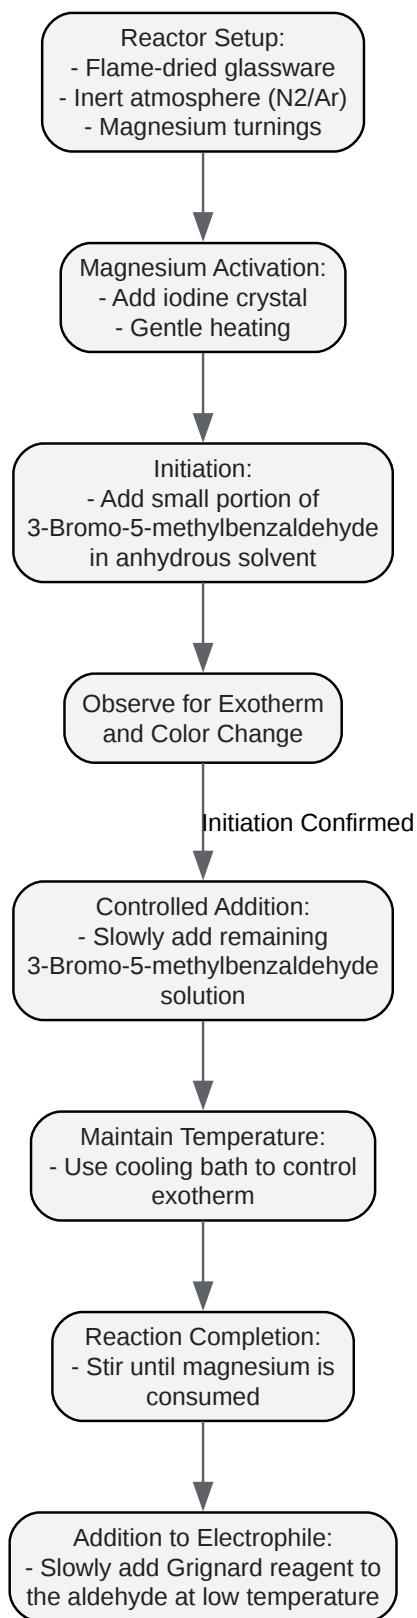 Reactor Setup:
- Flame-dried glassware
- Inert atmosphere (N2/Ar)
- Magnesium turnings
Magnesium Activation:
- Add iodine crystal
- Gentle heating
Initiation:
- Add small portion of
3-Bromo-5-methylbenzaldehyde
in anhydrous solvent
Observe for Exotherm
and Color Change
Initiation Confirmed
Controlled Addition:
- Slowly add remaining
3-Bromo-5-methylbenzaldehyde
solution
Maintain Temperature:
- Use cooling bath to control
exotherm
Reaction Completion:
- Stir until magnesium is
consumed
Addition to Electrophile:
- Slowly add Grignard reagent to
the aldehyde at low temperature